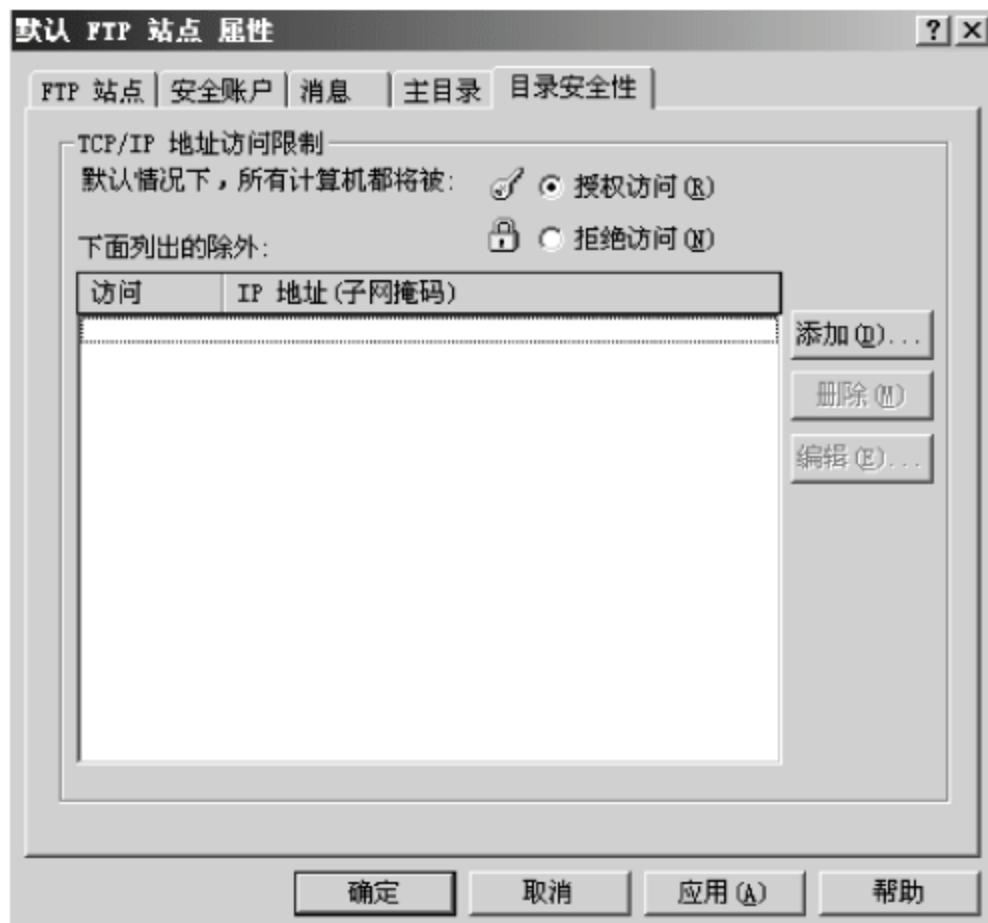 默认 FTP 站点 属性
FTP 站点 安全账户 消息 主目录 目录安全性
TCP/IP 地址访问限制
默认情况下，所有计算机都将被: 授权访问(R)
拒绝访问(N)
下面列出的除外:
访问 IP 地址(子网掩码)
添加(D)...
删除(M)
编辑(E)...
确定 取消 应用(A) 帮助